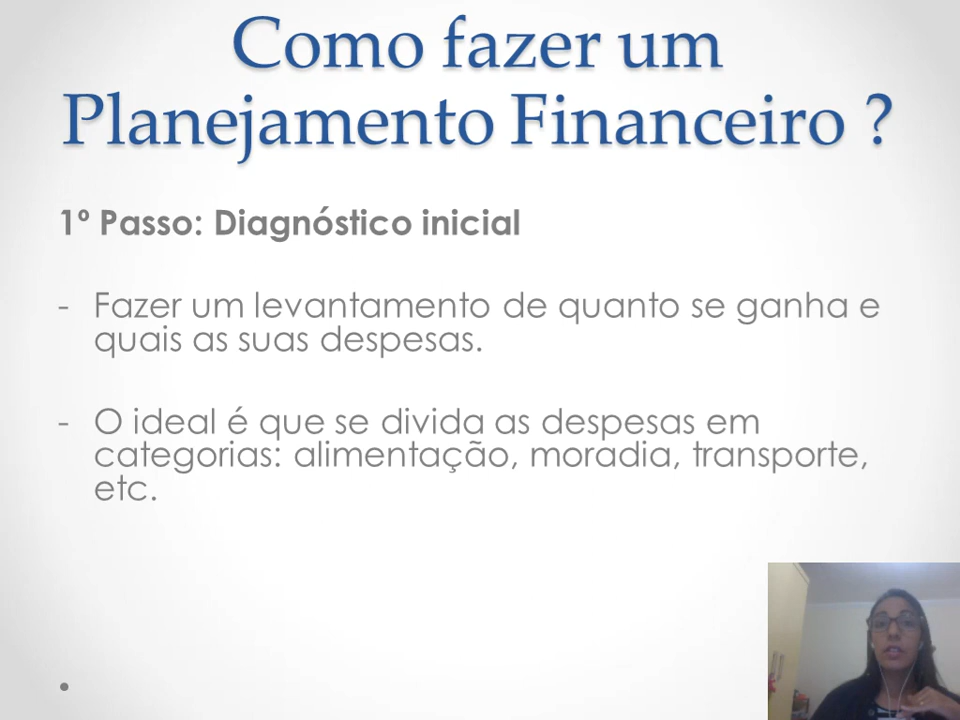 Como fazer um
Planejamento Financeiro ?
1º Passo: Diagnóstico inicial
- Fazer um levantamento de quanto se ganha e
quais as suas despesas.
- O ideal é que se divida as despesas em
categorias: alimentação, moradia, transporte,
etc.